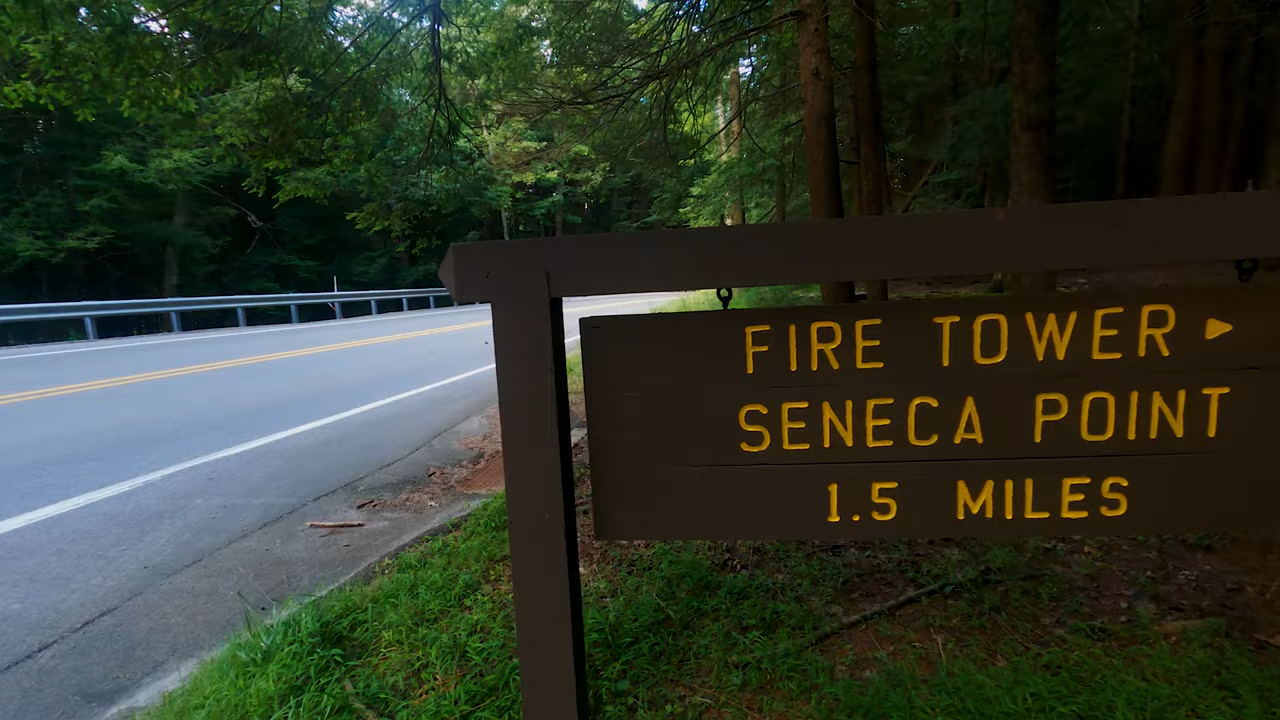 FIRE TOWER ▶
SENECA POINT
1.5 MILES